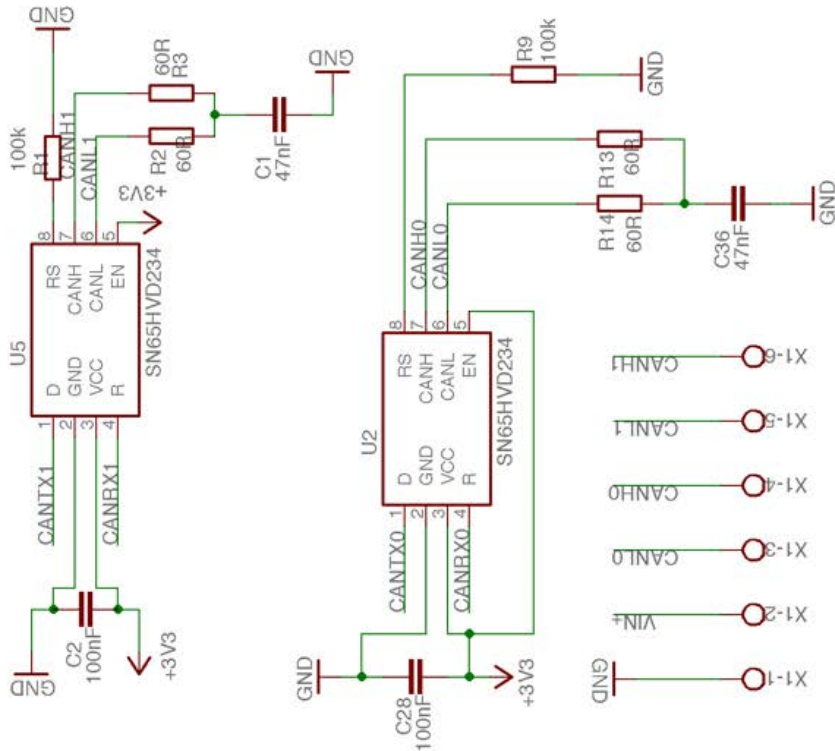 GND
100k
R1
CANH1
CANL1
60R
R3
R2
60R
GND
C1
47nF
+3V3
8
7
6
5
RS
CANH
CANL
EN
U5
SN65HVD234
D
GND
VCC
R
1
2
3
4
CANTX1
CANRX1
GND
C2
100nF
+3V3
R9
100k
GND
R13
60R
R14
60R
C36
47nF
GND
CANH0
CANL0
8
7
6
5
RS
CANH
CANL
EN
U2
SN65HVD234
D
GND
VCC
R
1
2
3
4
CANTX0
CANRX0
GND
C28
100nF
+3V3
CANH1
X1-6
CANL1
X1-5
CANH0
X1-4
CANL0
X1-3
VIN+
X1-2
GND
X1-1